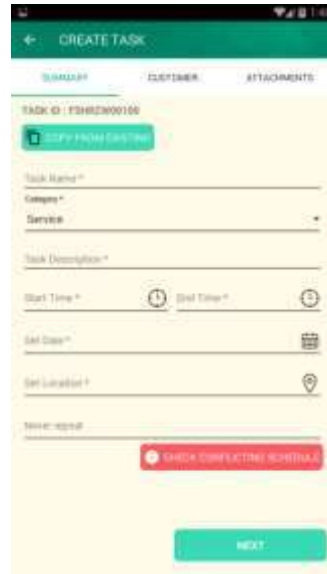 CREATE TASK
SUMMARY CUSTOMER ATTACHMENTS
TASK ID :
COPY FROM EXISTING
Task Name *
Category *
Service
Task Description *
Start Time * End Time *
Set Date *
Set Location *
Never repeat
CHECK CONFLICTING SCHEDULE
NEXT